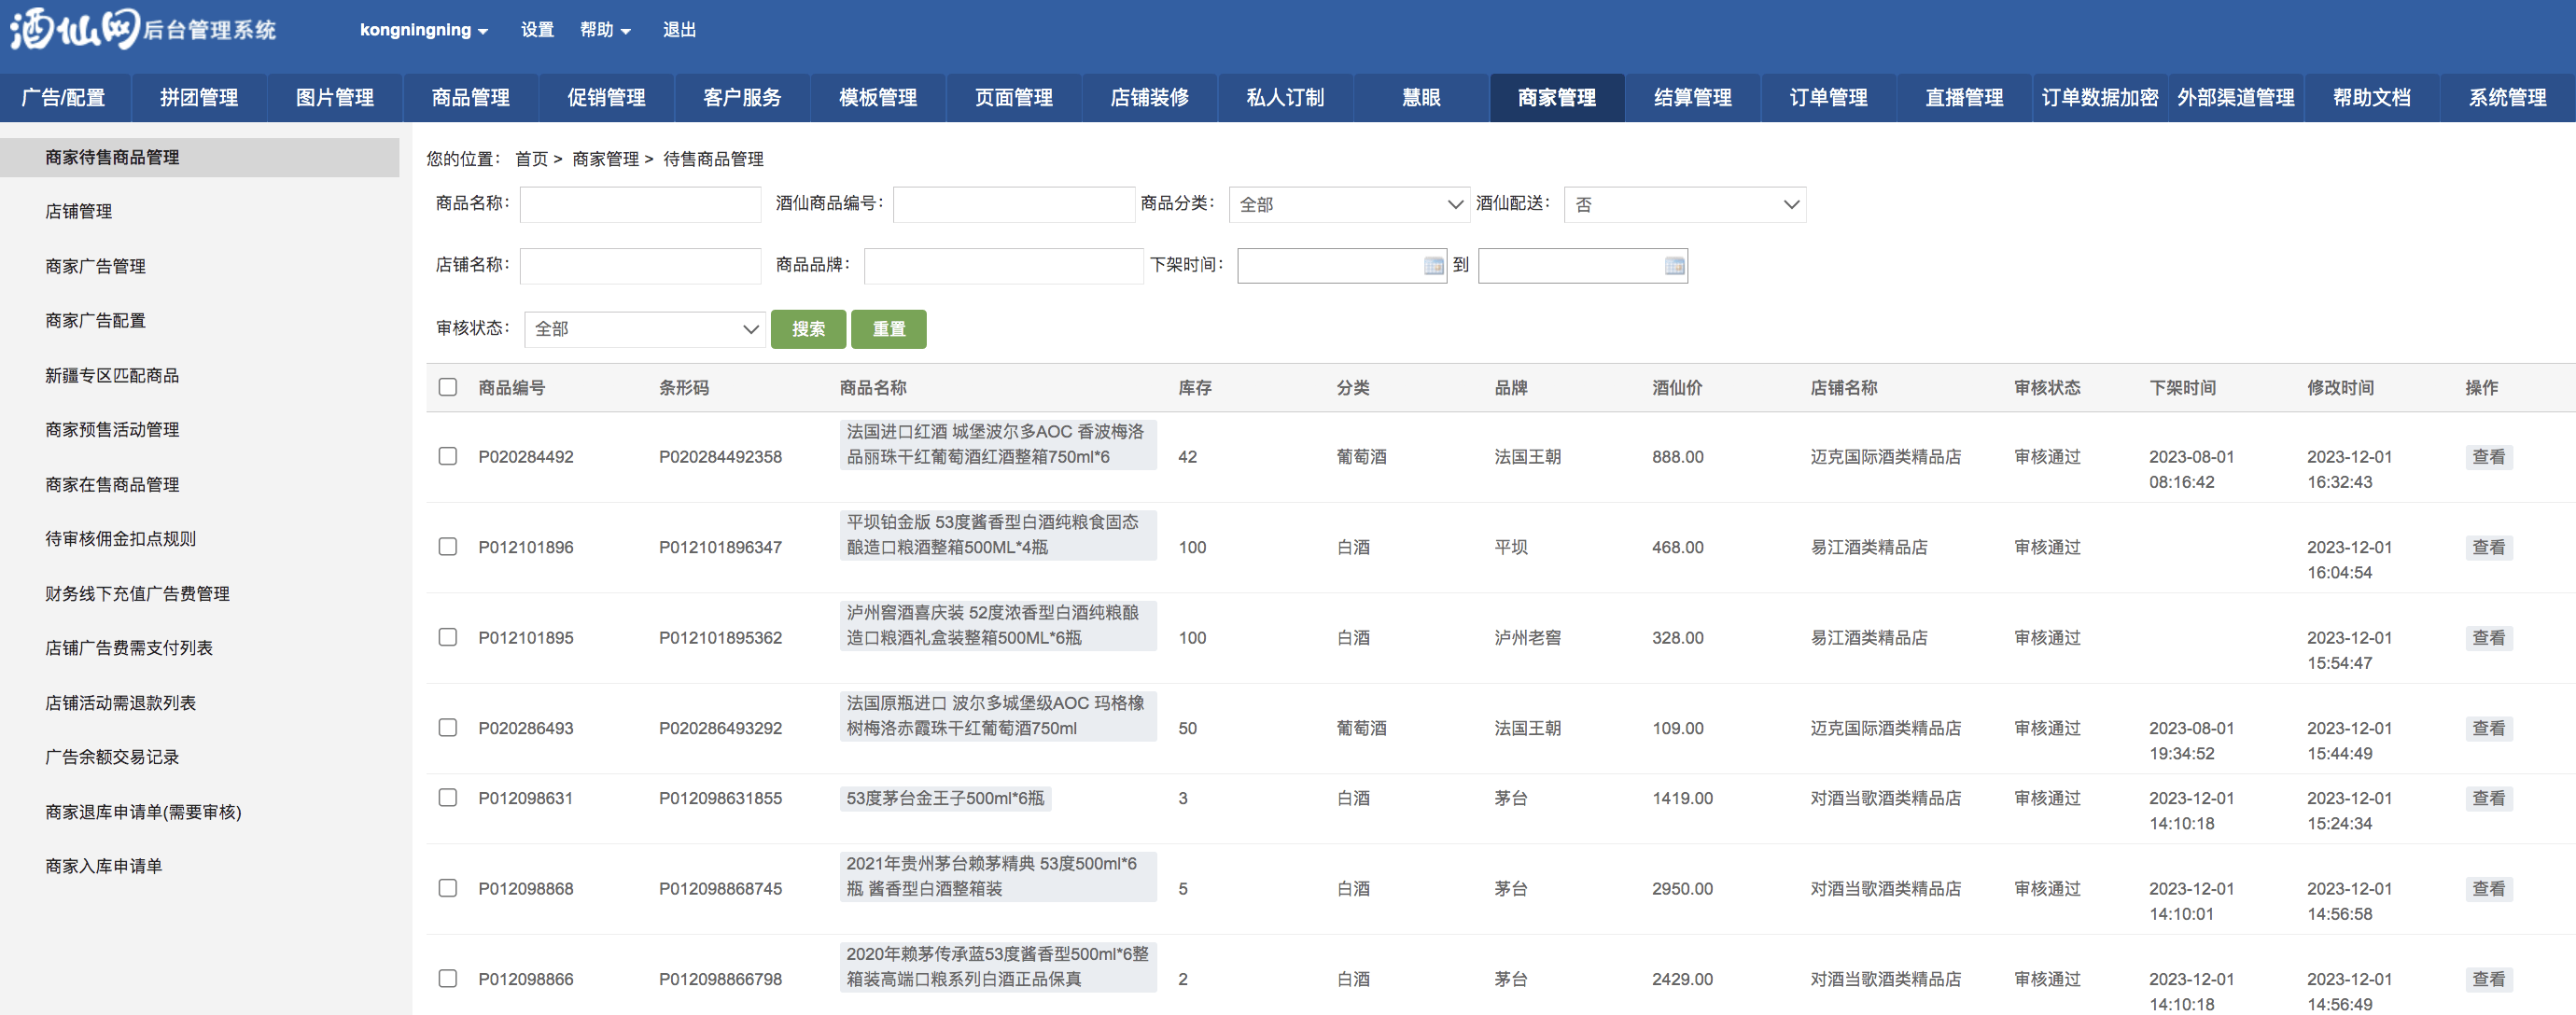 酒仙网后台管理系统 kongningning 设置 帮助 退出
广告/配置 拼团管理 图片管理 商品管理 促销管理 客户服务 模板管理 页面管理 店铺装修 私人订制 慧眼 商家管理 结算管理 订单管理 直播管理 订单数据加密 外部渠道管理 帮助文档 系统管理
商家待售商品管理
店铺管理
商家广告管理
商家广告配置
新疆专区匹配商品
商家预售活动管理
商家在售商品管理
待审核佣金扣点规则
财务线下充值广告费管理
店铺广告费需支付列表
店铺活动需退款列表
广告余额交易记录
商家退库申请单(需要审核)
商家入库申请单
您的位置： 首页 > 商家管理 > 待售商品管理
商品名称： 酒仙商品编号： 商品分类： 全部 酒仙配送： 否
店铺名称： 商品品牌： 下架时间： 到
审核状态： 全部 搜索 重置
商品编号 条形码 商品名称 库存 分类 品牌 酒仙价 店铺名称 审核状态 下架时间 修改时间 操作
法国进口红酒 城堡波尔多AOC 香波梅洛
P020284492 P020284492358 品丽珠干红葡萄酒红酒整箱750ml*6 42 葡萄酒 法国王朝 888.00 迈克国际酒类精品店 审核通过 2023-08-01 2023-12-01 查看
08:16:42 16:32:43
平坝铂金版 53度酱香型白酒纯粮食固态
P012101896 P012101896347 酿造口粮酒整箱500ML*4瓶 100 白酒 平坝 468.00 易江酒类精品店 审核通过 2023-12-01 查看
16:04:54
泸州窖酒喜庆装 52度浓香型白酒纯粮酿
P012101895 P012101895362 造口粮酒礼盒装整箱500ML*6瓶 100 白酒 泸州老窖 328.00 易江酒类精品店 审核通过 2023-12-01 查看
15:54:47
法国原瓶进口 波尔多城堡级AOC 玛格橡
P020286493 P020286493292 树梅洛赤霞珠干红葡萄酒750ml 50 葡萄酒 法国王朝 109.00 迈克国际酒类精品店 审核通过 2023-08-01 2023-12-01 查看
19:34:52 15:44:49
P012098631 P012098631855 53度茅台金王子500ml*6瓶 3 白酒 茅台 1419.00 对酒当歌酒类精品店 审核通过 2023-12-01 2023-12-01 查看
14:10:18 15:24:34
2021年贵州茅台赖茅精典 53度500ml*6
P012098868 P012098868745 瓶 酱香型白酒整箱装 5 白酒 茅台 2950.00 对酒当歌酒类精品店 审核通过 2023-12-01 2023-12-01 查看
14:10:01 14:56:58
2020年赖茅传承蓝53度酱香型500ml*6整
P012098866 P012098866798 箱装高端口粮系列白酒正品保真 2 白酒 茅台 2429.00 对酒当歌酒类精品店 审核通过 2023-12-01 2023-12-01 查看
14:10:18 14:56:49